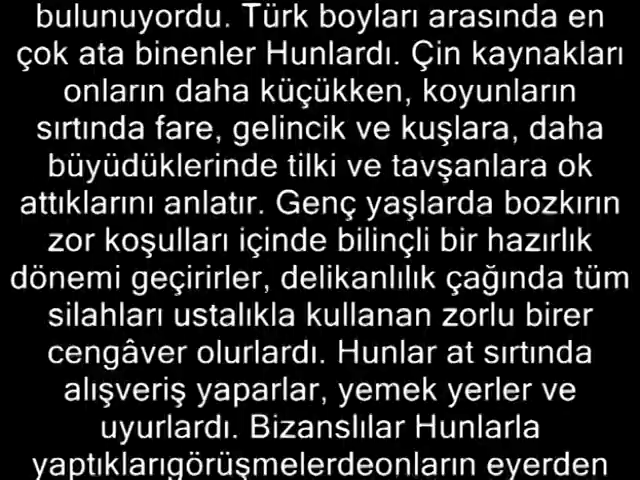 bulunuyordu. Türk boyları arasında en
çok ata binenler Hunlardı. Çin kaynakları
onların daha küçükken, koyunların
sırtında fare, gelincik ve kuşlara, daha
büyüdüklerinde tilki ve tavşanlara ok
attıklarını anlatır. Genç yaşlarda bozkırın
zor koşulları içinde bilinçli bir hazırlık
dönemi geçirirler, delikanlılık çağında tüm
silahları ustalıkla kullanan zorlu birer
cengâver olurlardı. Hunlar at sırtında
alışveriş yaparlar, yemek yerler ve
uyurlardı. Bizanslılar Hunlarla
yaptıklarıgörüşmelerdeonların eyerden